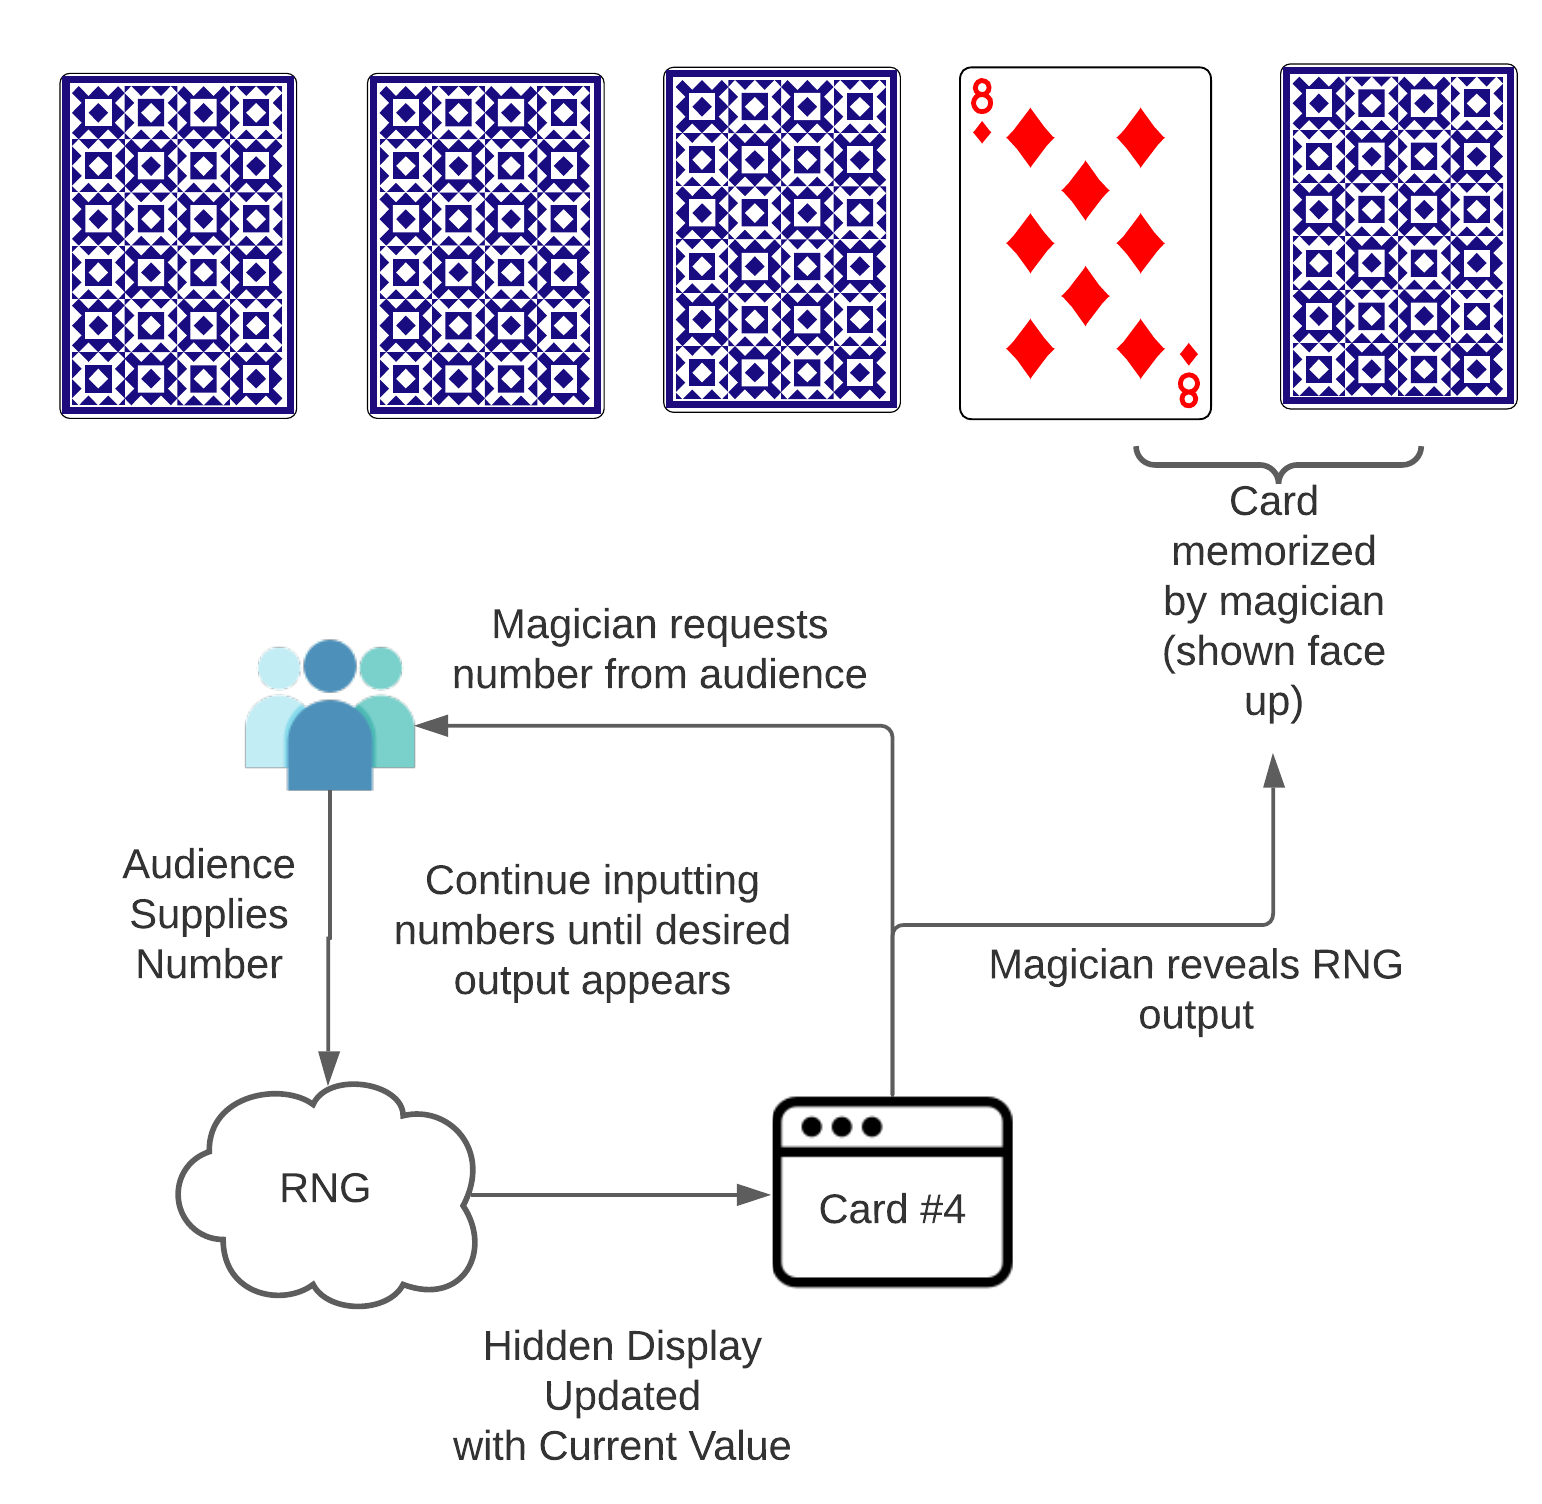 8
8
Card
memorized
by magician
(shown face
up)
Magician requests
number from audience
Audience
Supplies
Number
Continue inputting
numbers until desired
output appears
Magician reveals RNG
output
RNG
Card #4
Hidden Display
Updated
with Current Value